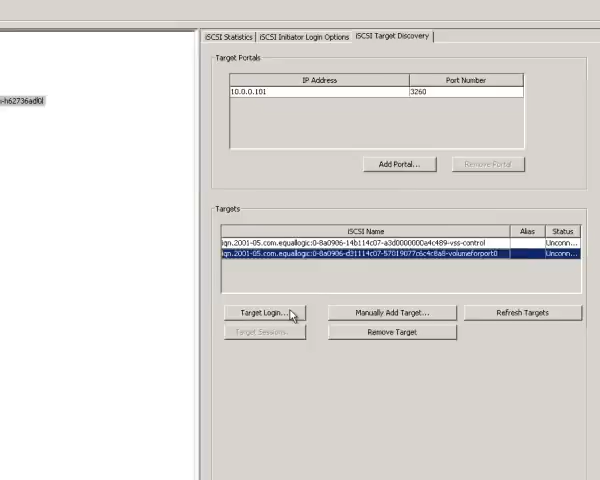 iSCSI Statistics iSCSI Initiator Login Options iSCSI Target Discovery
Target Portals
IP Address Port Number
10.0.0.101 3260
-h62736adf0l
Add Portal... Remove Portal
Targets
iSCSI Name Alias Status
iqn.2001-05.com.equallogic:0-8a0906-14b114c07-a3d0000000a4c489-vss-control Unconn...
iqn.2001-05.com.equallogic:0-8a0906-d31114c07-57019077c6c4c8a8-volumeforport0 Unconn...
Target Login... Manually Add Target... Refresh Targets
Target Sessions... Remove Target